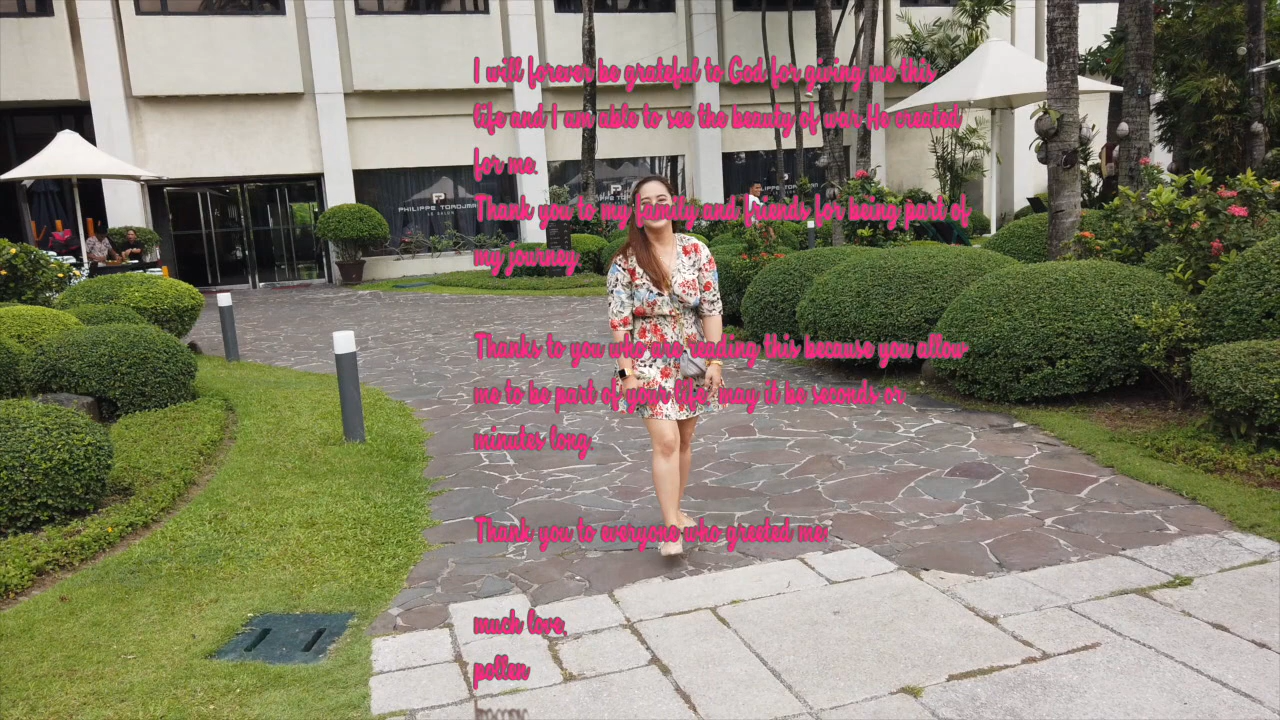 I will forever be grateful to God for giving me this
life and I am able to see the beauty of war He created
for me.
Thank you to my family and friends for being part of
my journey.
Thanks to you who are reading this because you allow
me to be part of your life, may it be seconds or
minutes long.
Thank you to everyone who greeted me!
much love,
pollen
PHILIPPE TORDJMAN
LE SALON